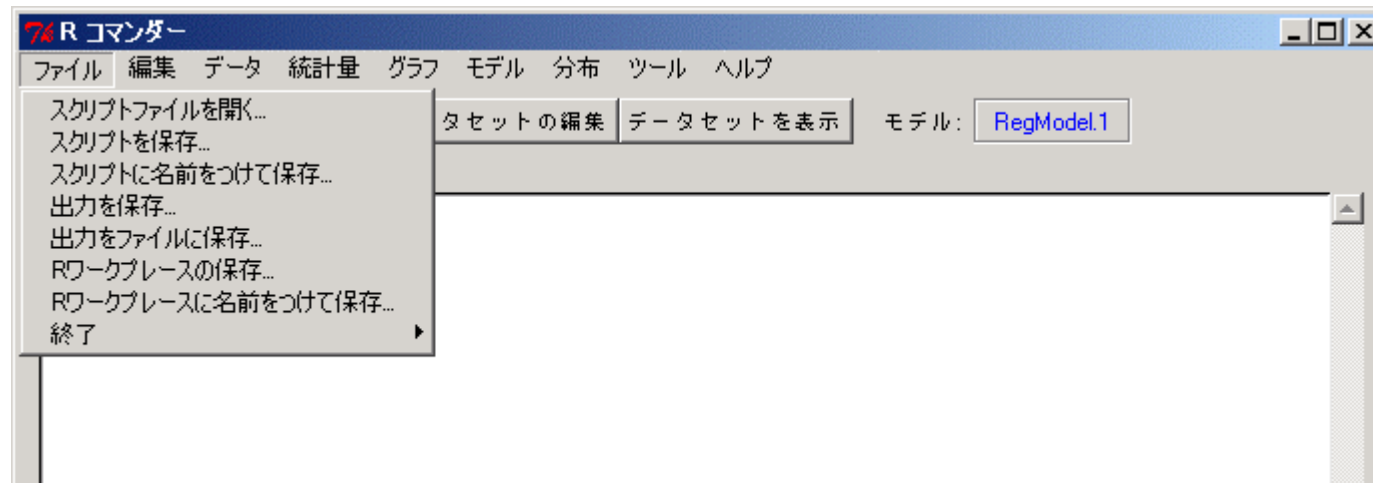 R コマンダー
ファイル 編集 データ 統計量 グラフ モデル 分布 ツール ヘルプ
タセットの編集 データセットを表示 モデル: RegModel.1
スクリプトファイルを開く...
スクリプトを保存...
スクリプトに名前をつけて保存...
出力を保存...
出力をファイルに保存...
Rワークプレースの保存...
Rワークプレースに名前をつけて保存...
終了